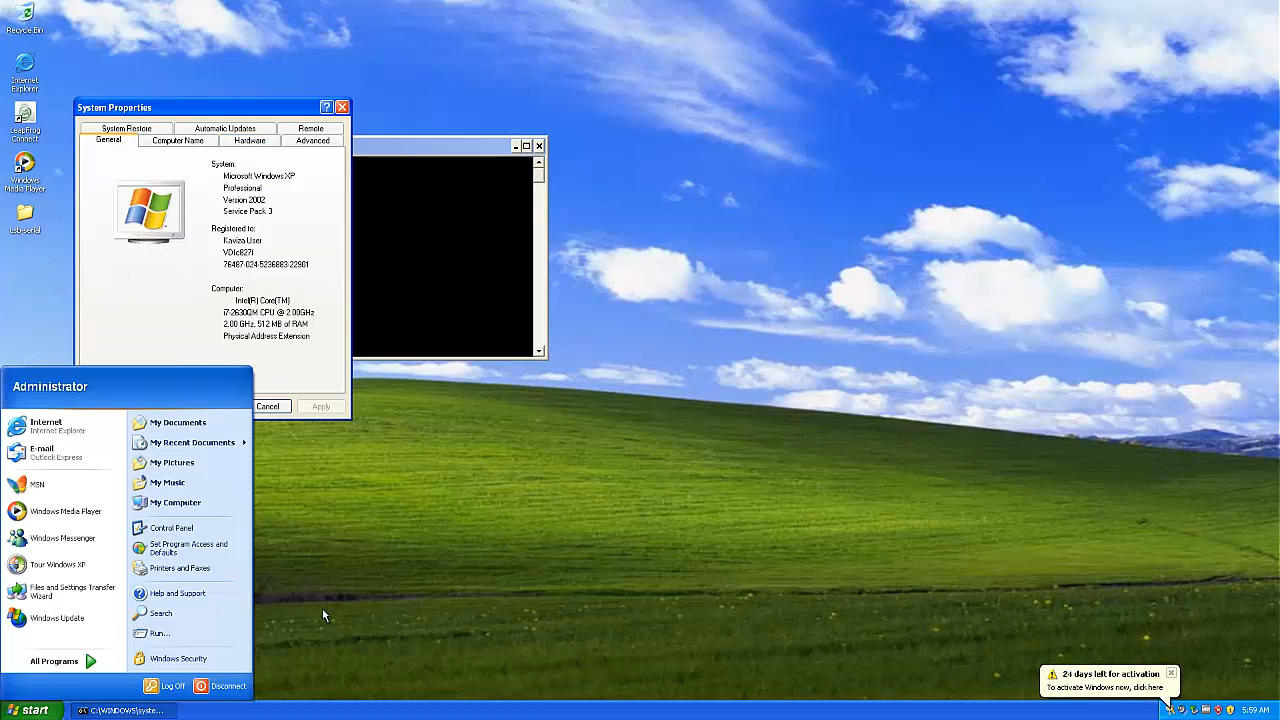 Recycle Bin
Internet
Explorer
LeapFrog
Connect
Windows
Media Player
usb-serial
System Properties
System Restore
Automatic Updates
Remote
General
Computer Name
Hardware
Advanced
System:
Microsoft Windows XP
Professional
Version 2002
Service Pack 3
Registered to:
Kaviza User
VDIc827f
76487-024-5236883-22901
Computer:
Intel(R) Core(TM)
i7-2630QM CPU @ 2.00GHz
2.00 GHz, 512 MB of RAM
Physical Address Extension
Cancel
Apply
Administrator
Internet
Internet Explorer
E-mail
Outlook Express
MSN
Windows Media Player
Windows Messenger
Tour Windows XP
Files and Settings Transfer
Wizard
Windows Update
All Programs
My Documents
My Recent Documents
My Pictures
My Music
My Computer
Control Panel
Set Program Access and
Defaults
Printers and Faxes
Help and Support
Search
Run...
Windows Security
Log Off
Disconnect
24 days left for activation
To activate Windows now, click here
start
C:\WINDOWS\syste...
5:59 AM